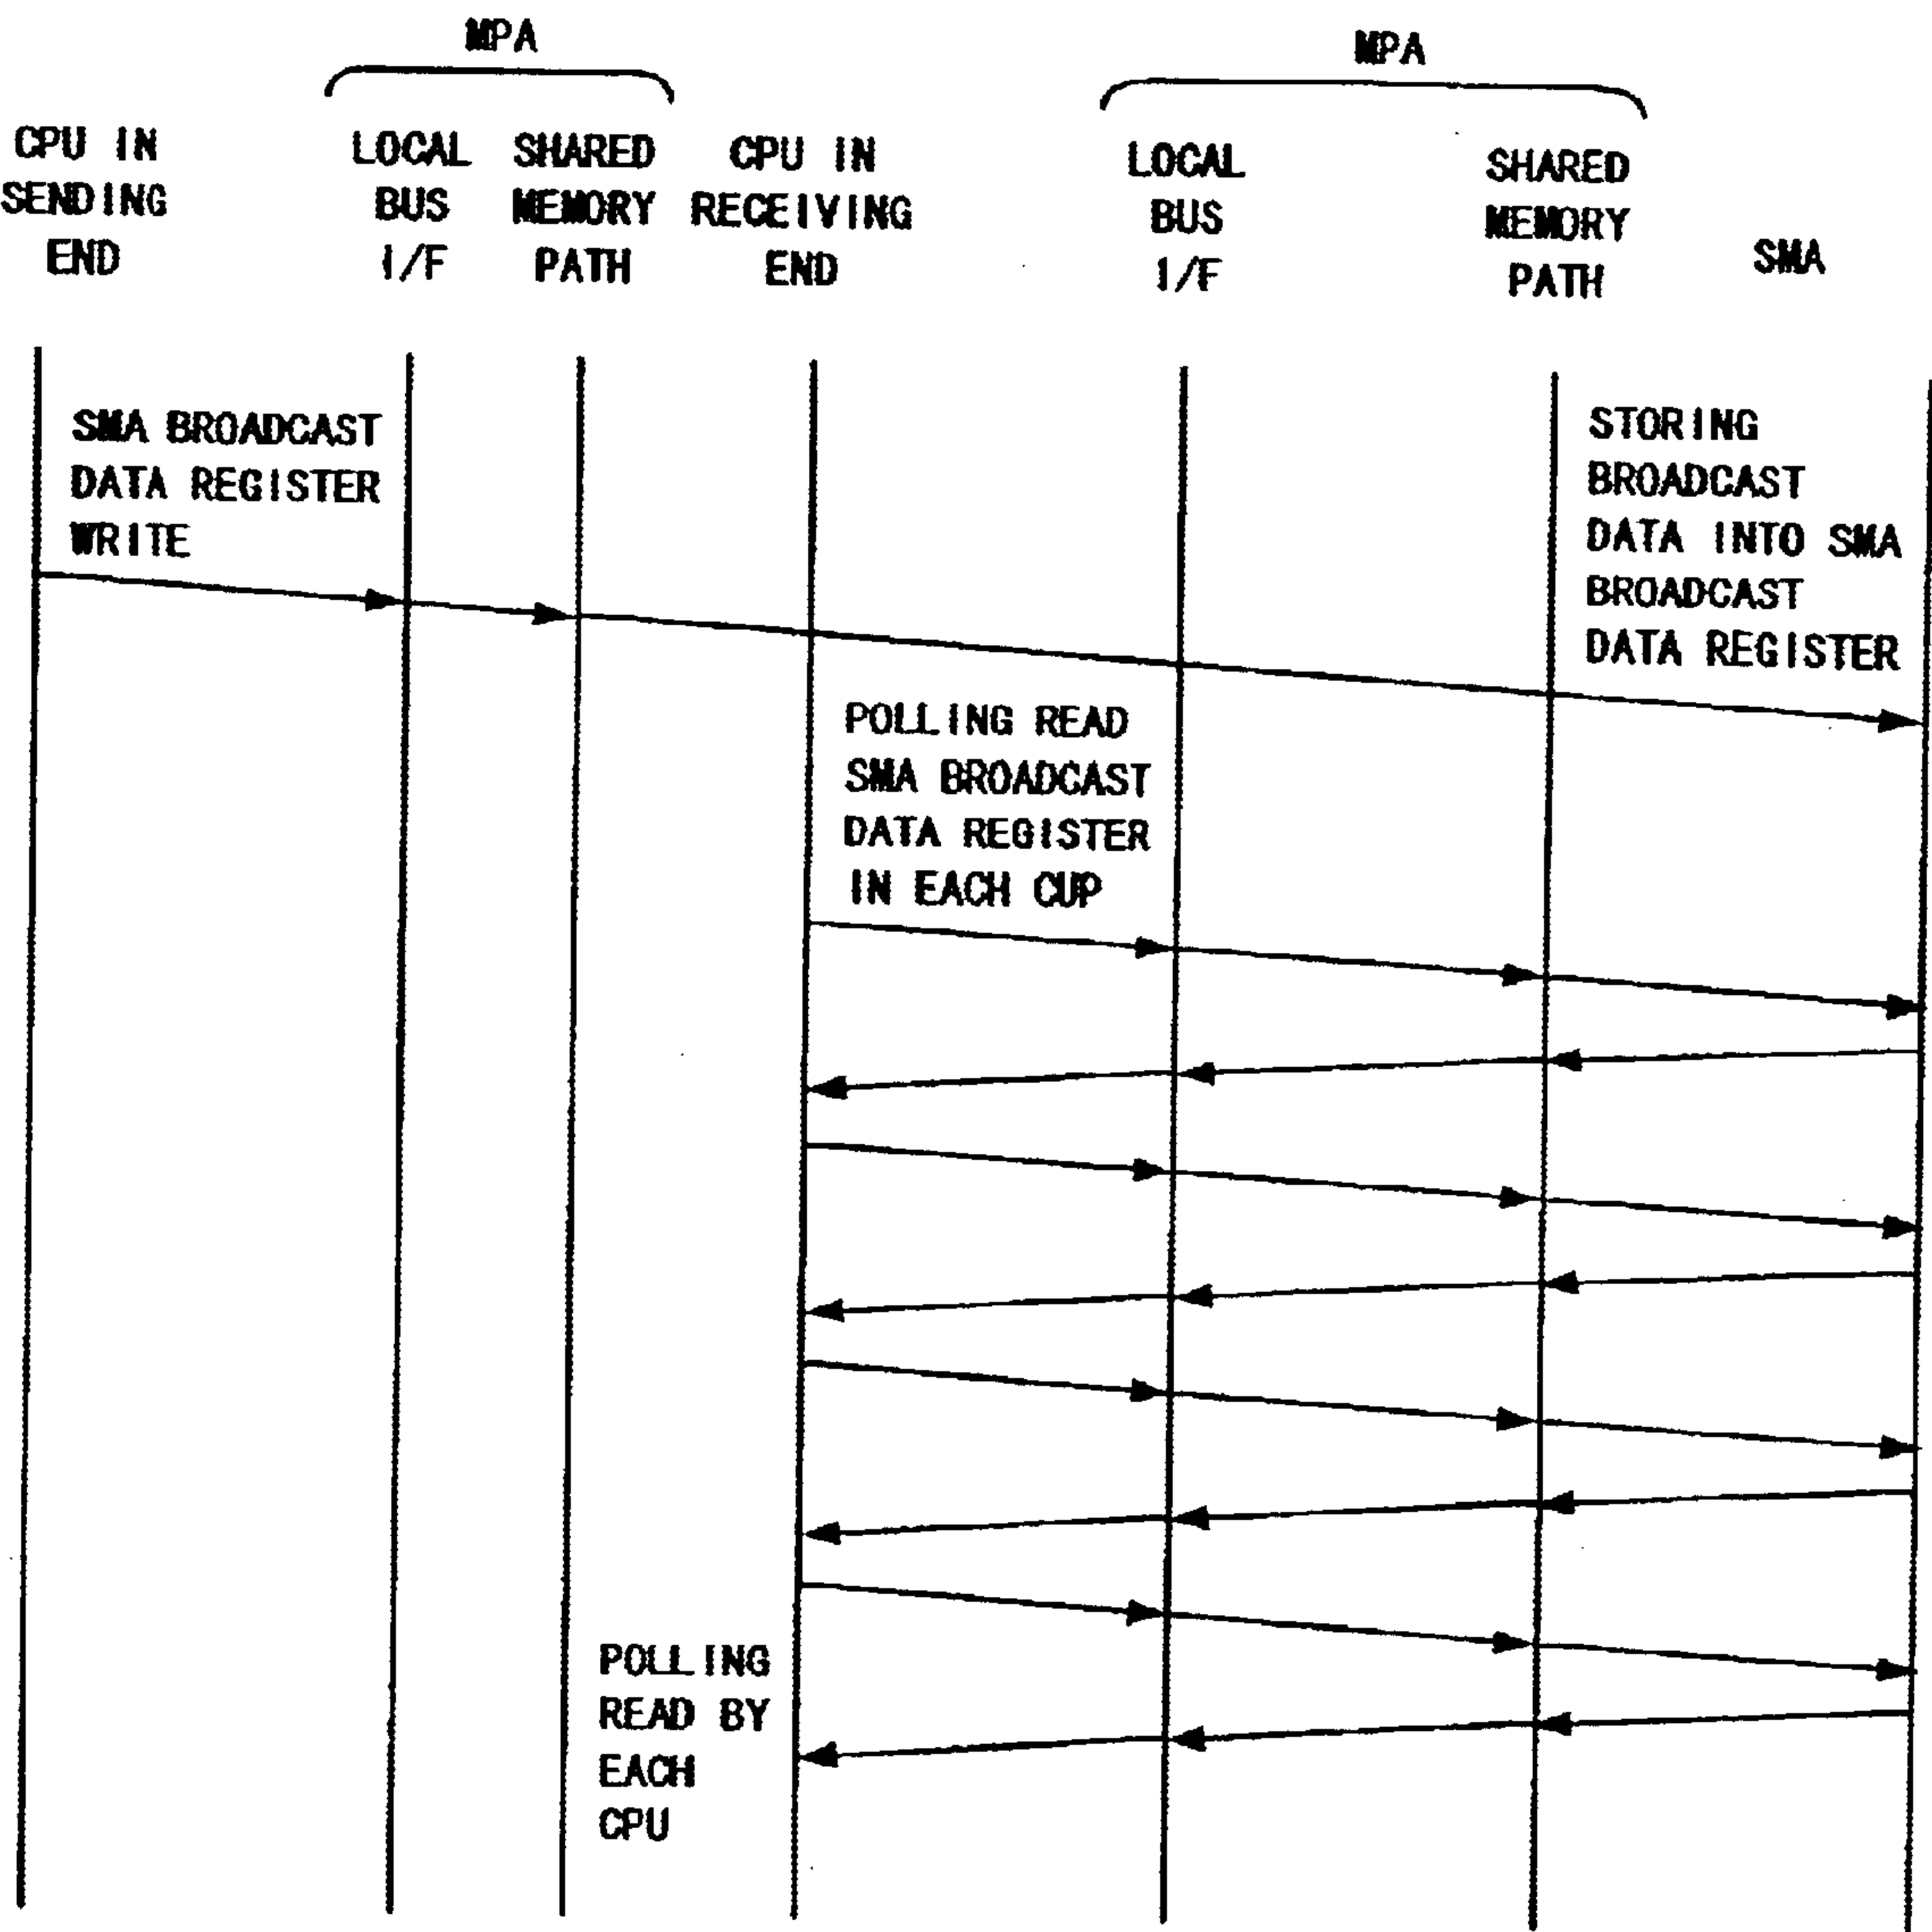 MPA
MPA
CPU IN
SENDING
END
LOCAL
BUS
I/F
SHARED
MEMORY
PATH
CPU IN
RECEIVING
END
LOCAL
BUS
I/F
SHARED
MEMORY
PATH
SMA
SMA BROADCAST
DATA REGISTER
WRITE
STORING
BROADCAST
DATA INTO SMA
BROADCAST
DATA REGISTER
POLLING READ
SMA BROADCAST
DATA REGISTER
IN EACH CUP
POLLING
READ BY
EACH
CPU